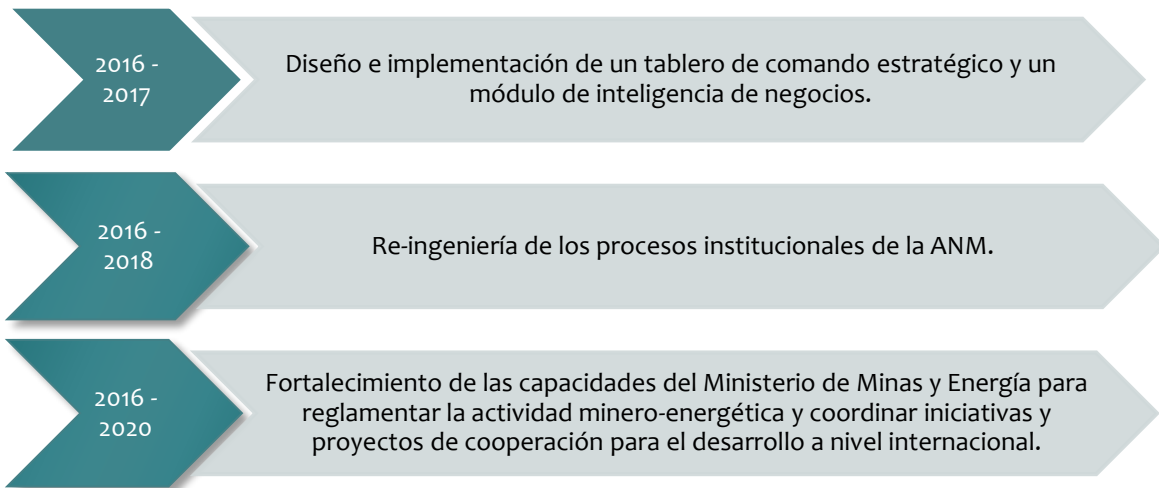 2016 -
2017
Diseño e implementación de un tablero de comando estratégico y un
módulo de inteligencia de negocios.
2016 -
2018
Re-ingeniería de los procesos institucionales de la ANM.
2016 -
2020
Fortalecimiento de las capacidades del Ministerio de Minas y Energía para
reglamentar la actividad minero-energética y coordinar iniciativas y
proyectos de cooperación para el desarrollo a nivel internacional.